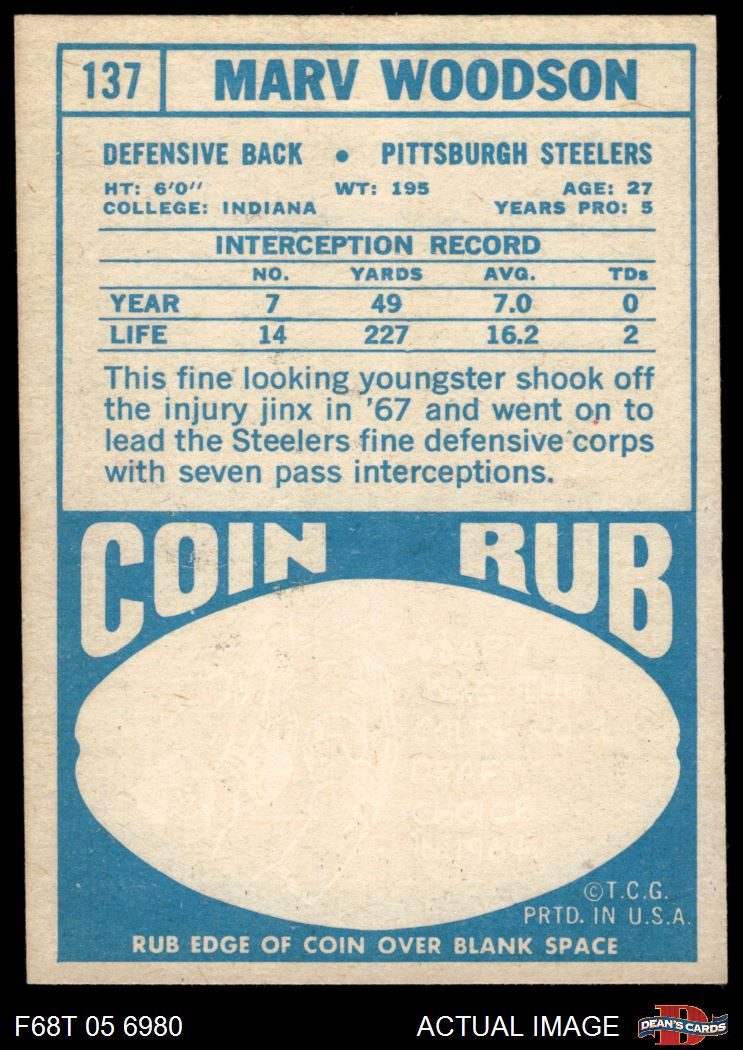 137 MARV WOODSON
DEFENSIVE BACK • PITTSBURGH STEELERS
HT: 6'0" WT: 195 AGE: 27
COLLEGE: INDIANA YEARS PRO: 5
INTERCEPTION RECORD
NO. YARDS AVG. TDs
YEAR 7 49 7.0 0
LIFE 14 227 16.2 2
This fine looking youngster shook off
the injury jinx in '67 and went on to
lead the Steelers fine defensive corps
with seven pass interceptions.
COIN RUB
WAS THE
DRAFT
CHOICE
©T.C.G.
PRTD. IN U.S.A.
RUB EDGE OF COIN OVER BLANK SPACE
F68T 05 6980 ACTUAL IMAGE
D
DEAN'S CARDS